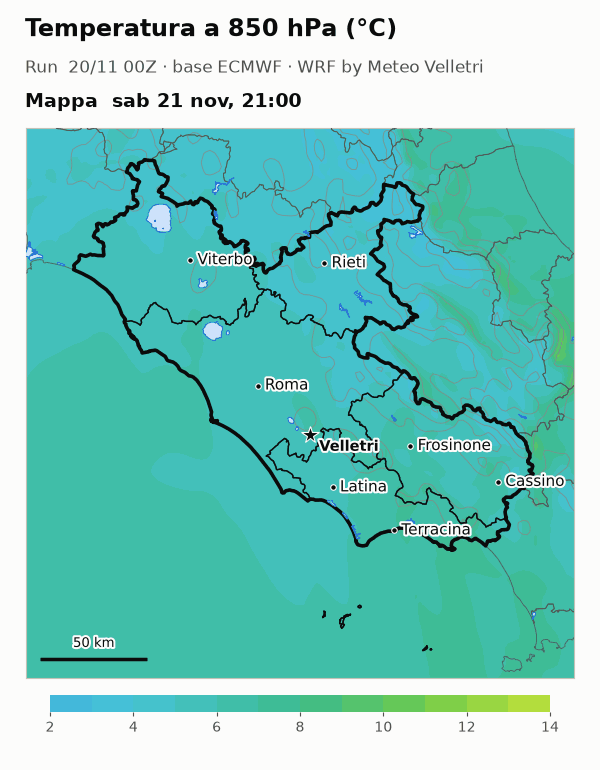 Temperatura a 850 hPa (°C)
Run  20/11 00Z · base ECMWF · WRF by Meteo Velletri
Mappa  sab 21 nov, 21:00
Viterbo
Rieti
Roma
Velletri
Frosinone
Latina
Cassino
Terracina
50 km
2 4 6 8 10 12 14